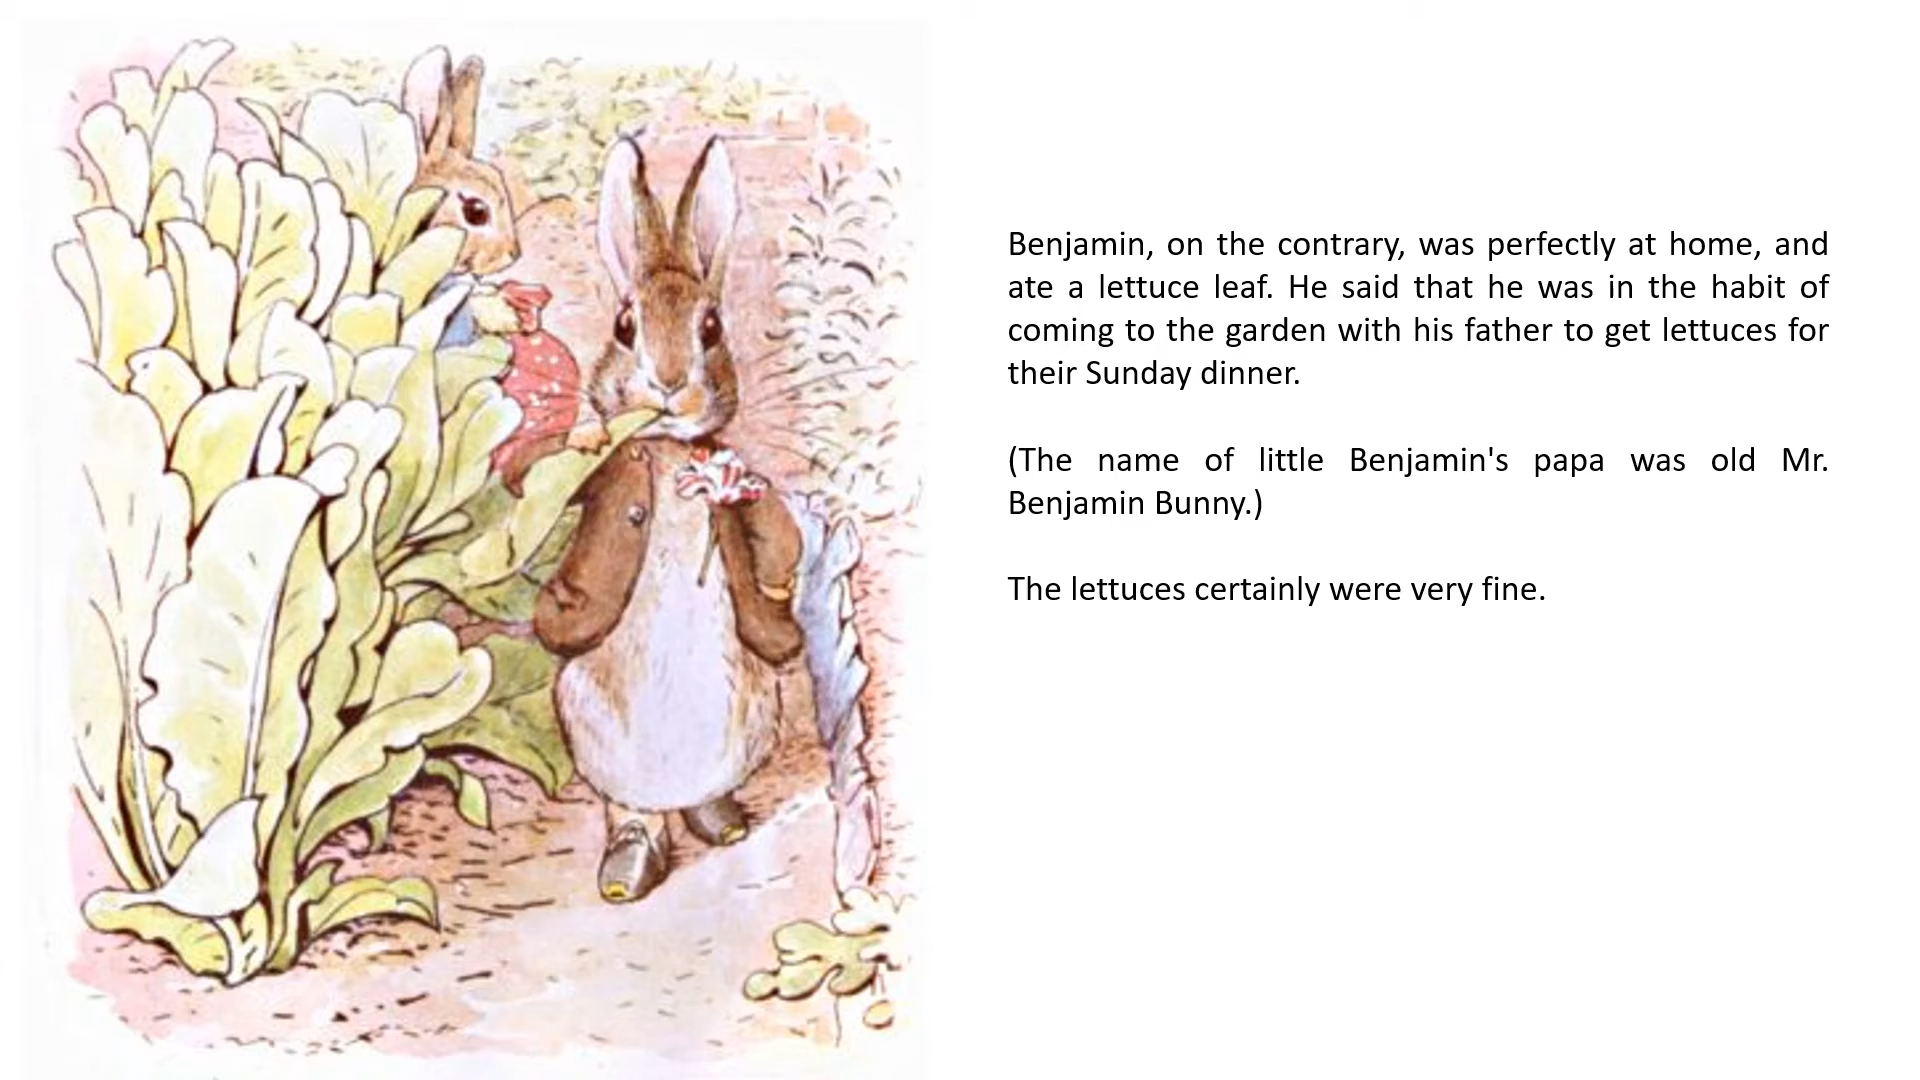 Benjamin, on the contrary, was perfectly at home, and
ate a lettuce leaf. He said that he was in the habit of
coming to the garden with his father to get lettuces for
their Sunday dinner.
(The name of little Benjamin's papa was old Mr.
Benjamin Bunny.)
The lettuces certainly were very fine.